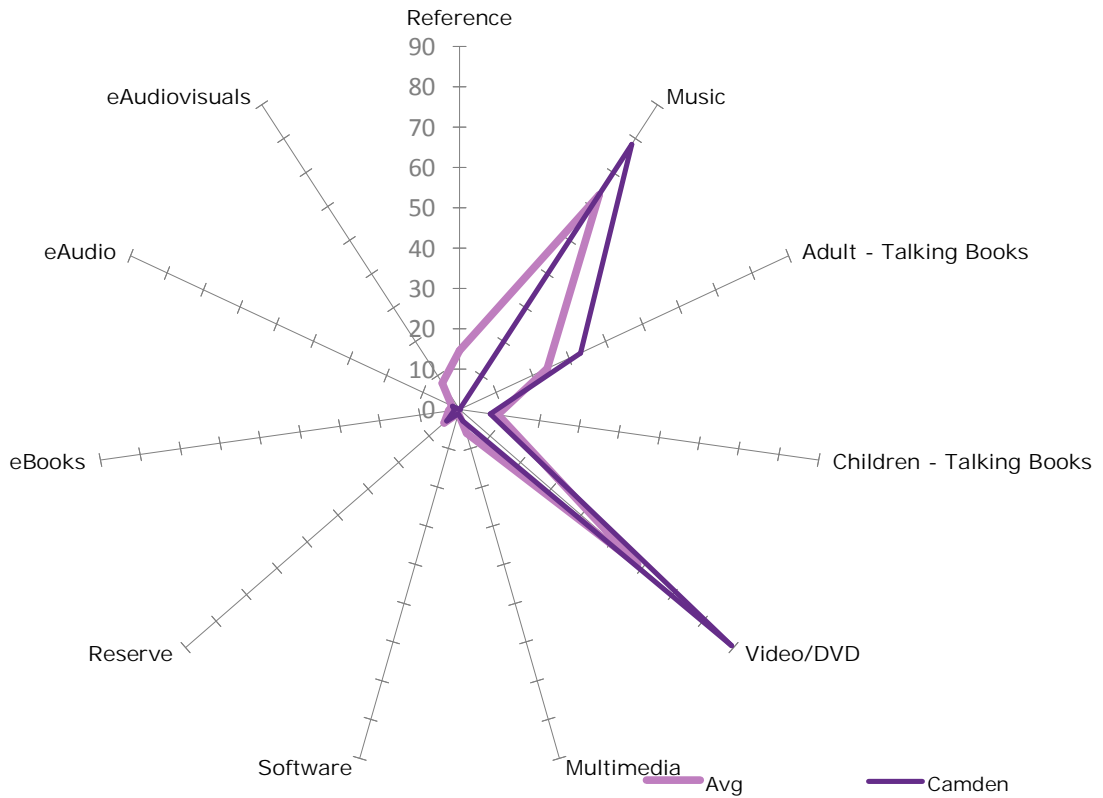 Reference
90
80
70
60
50
40
30
20
10
0
Music
Adult - Talking Books
Children - Talking Books
Video/DVD
Multimedia
Software
Reserve
eBooks
eAudio
eAudiovisuals
Avg
Camden